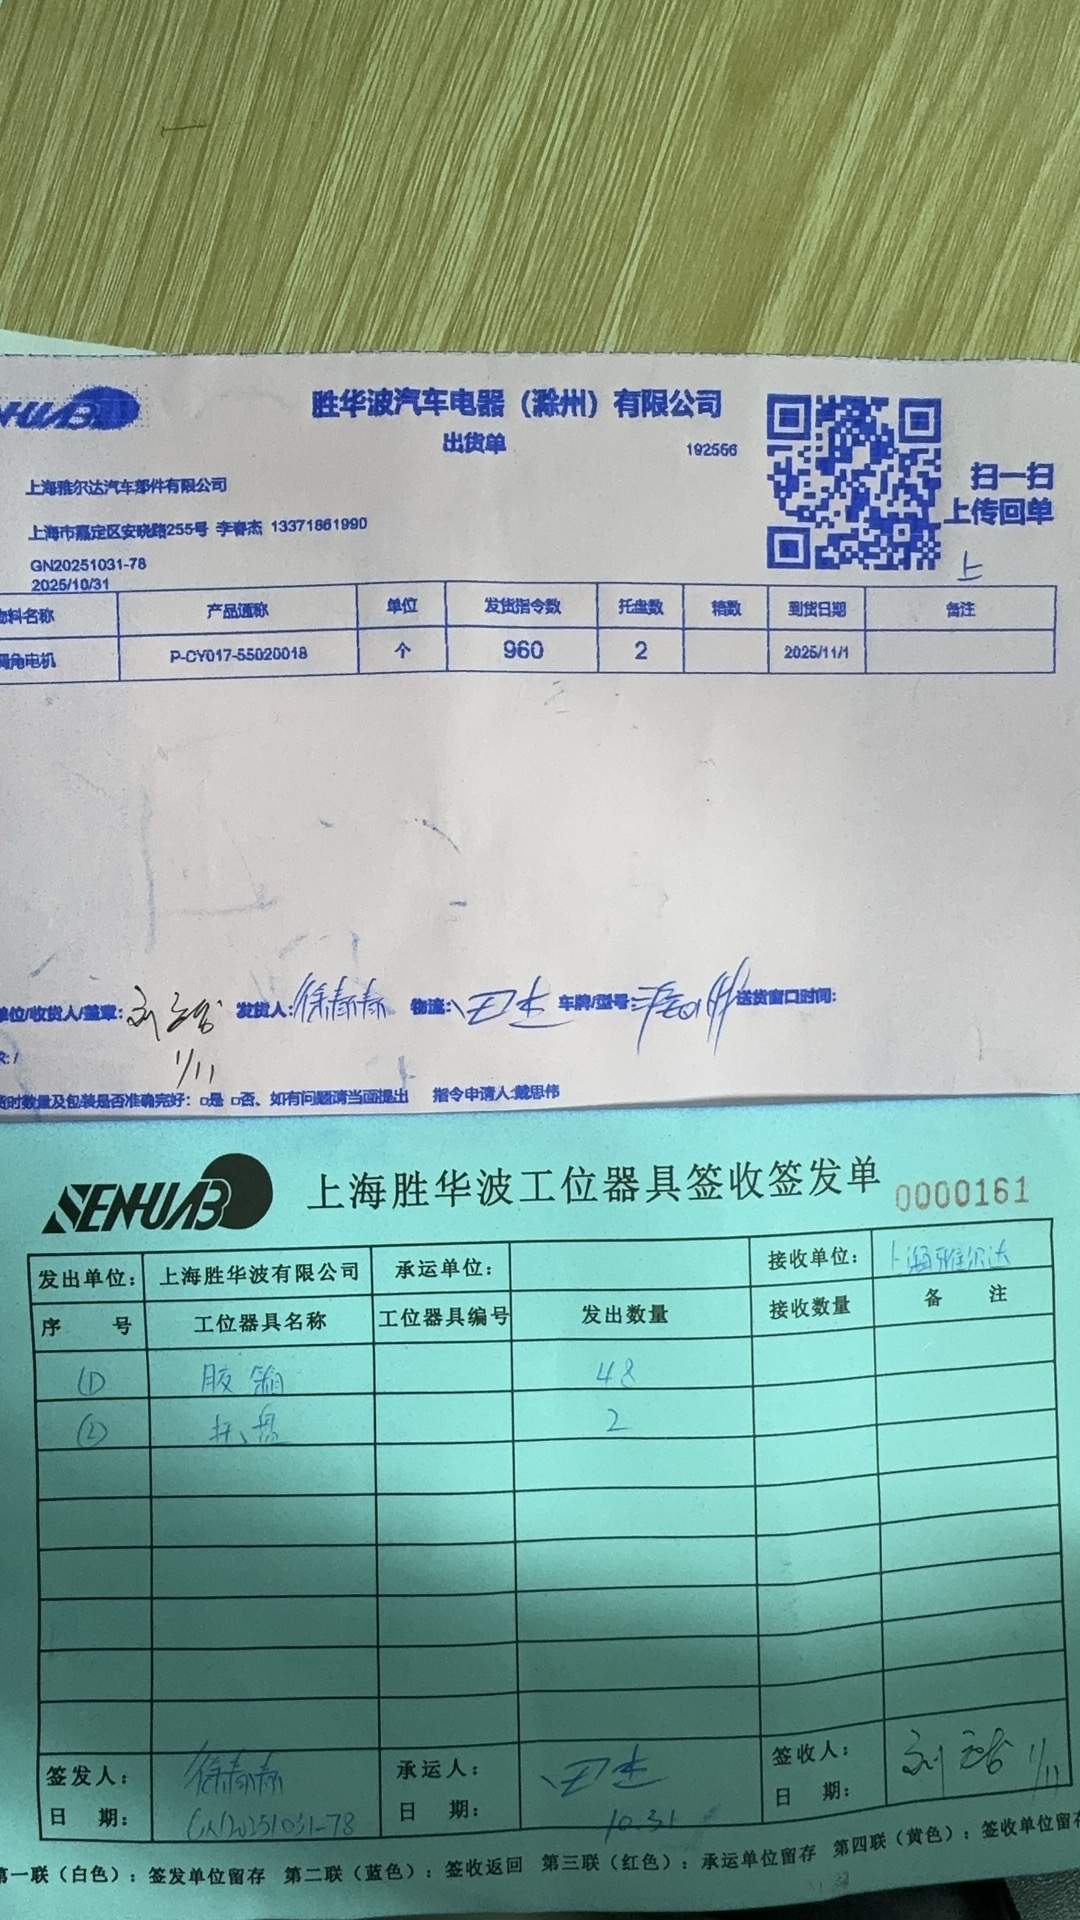 胜华波汽车电器（滁州）有限公司
出货单
192556
扫一扫
上传回单
上海雅尔达汽车部件有限公司
上海市嘉定区安晓路255号 李春杰 13371861990
GN20251031-78
2025/10/31
上
料名称 产品通称 单位 发货指令数 托盘数 箱数 到货日期 备注
角电机 P-CY017-55020018 个 960 2 2025/11/1
单位/收货人/盖章： 发货人： 物流： 车牌/型号： 送货窗口时间：
1/11
时数量及包装是否准确完好：□是 □否、如有问题请当面提出 指令申请人:戴思伟
SENHUAB
上海胜华波工位器具签收签发单 0000161
发出单位： 上海胜华波有限公司 承运单位： 接收单位： 上海雅尔达
序号 工位器具名称 工位器具编号 发出数量 接收数量 备注
① 胶箱 48
② 托盘 2
签发人： 承运人： 签收人： 1/11
日期： GN20251031-78 日期： 10.31 日期：
第一联（白色）：签发单位留存 第二联（蓝色）：签收返回 第三联（红色）：承运单位留存 第四联（黄色）：签收单位留存